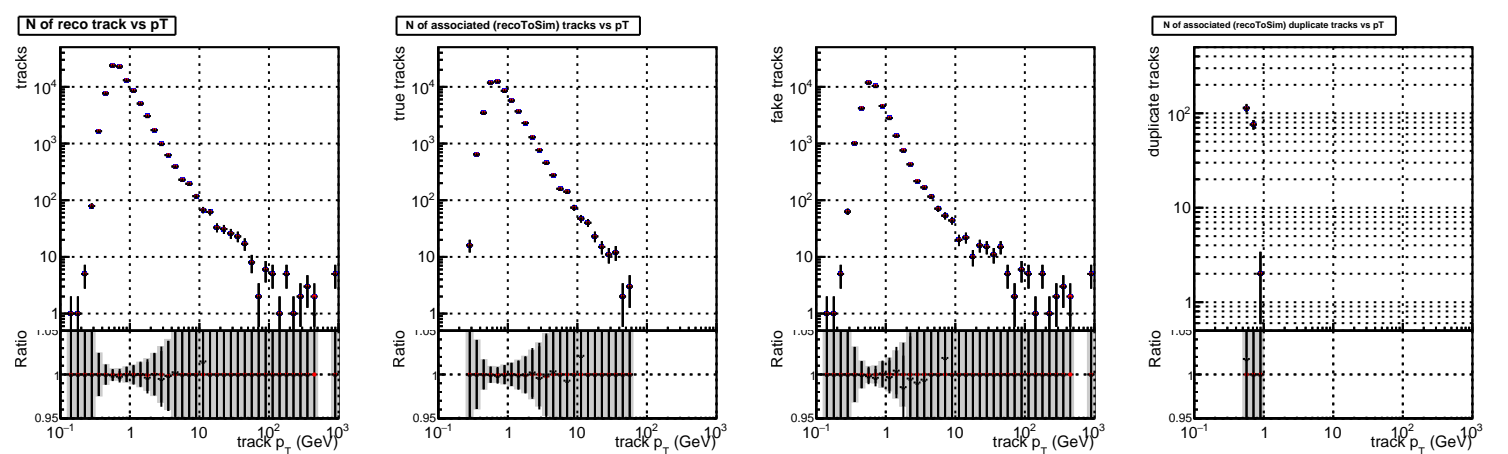 N of reco track vs pT
tracks
10^4
10^3
10^2
10
1
Ratio
1.05
1
0.95
10^-1 1 10 10^2 10^3
track p_T (GeV)
N of associated (recoToSim) tracks vs pT
true tracks
10^4
10^3
10^2
10
1
Ratio
1.05
1
0.95
10^-1 1 10 10^2 10^3
track p_T (GeV)
fake tracks
10^4
10^3
10^2
10
1
Ratio
1.05
1
0.95
10^-1 1 10 10^2 10^3
track p_T (GeV)
N of associated (recoToSim) duplicate tracks vs pT
duplicate tracks
10^2
10
1
Ratio
1.05
1
0.95
10^-1 1 10 10^2 10^3
track p_T (GeV)